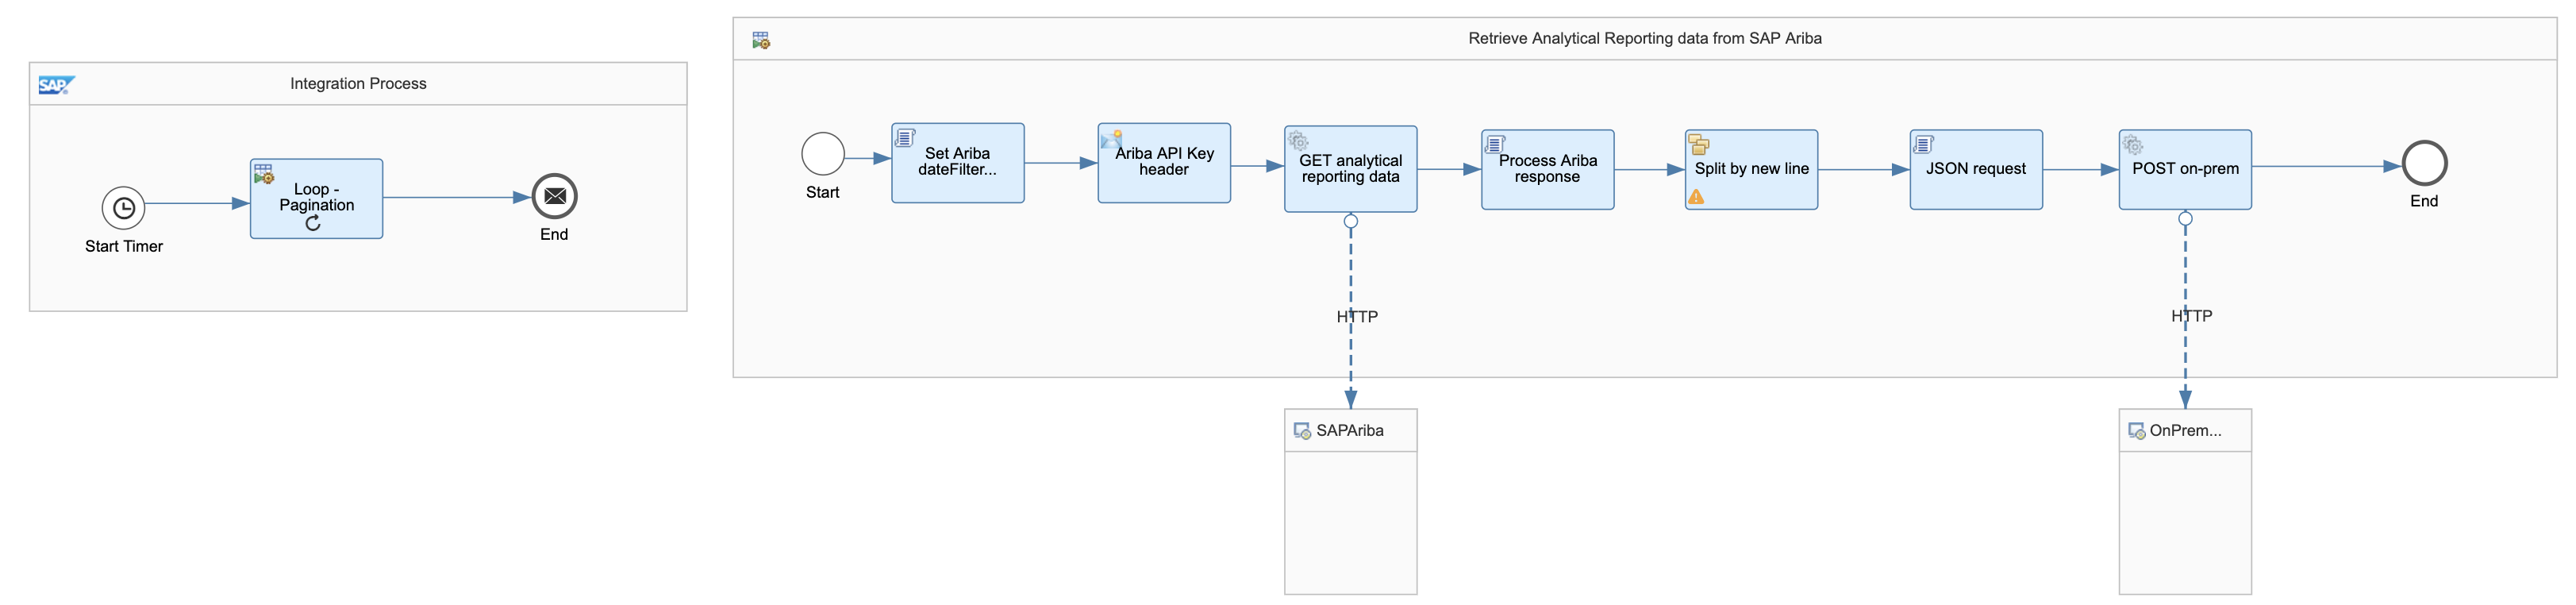 Integration Process
SAP
Start Timer
Loop -
Pagination
End
Retrieve Analytical Reporting data from SAP Ariba
Start
Set Ariba
dateFilter...
Ariba API Key
header
GET analytical
reporting data
Process Ariba
response
Split by new line
JSON request
POST on-prem
End
HTTP
HTTP
SAPAriba
OnPrem...